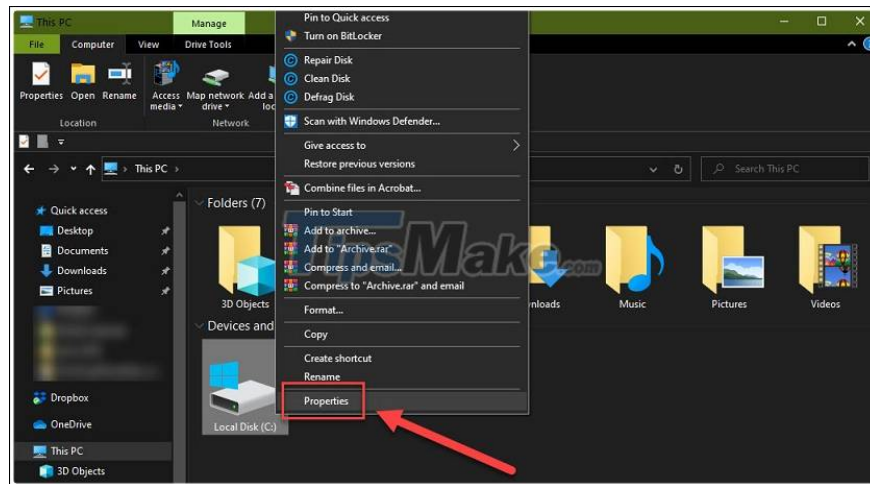 This PC
Manage
File
Computer
View
Drive Tools
Properties
Open
Rename
Access media
Map network drive
Add a
loc
Location
Network
This PC
Search This PC
Quick access
Desktop
Documents
Downloads
Pictures
Dropbox
OneDrive
This PC
3D Objects
Folders (7)
3D Objects
nloads
Music
Pictures
Videos
Devices and
Local Disk (C:)
Pin to Quick access
Turn on BitLocker
Repair Disk
Clean Disk
Defrag Disk
Scan with Windows Defender...
Give access to
Restore previous versions
Combine files in Acrobat...
Pin to Start
Add to archive...
Add to "Archive.rar"
Compress and email...
Compress to "Archive.rar" and email
Format...
Copy
Create shortcut
Rename
Properties
TipsMake.com